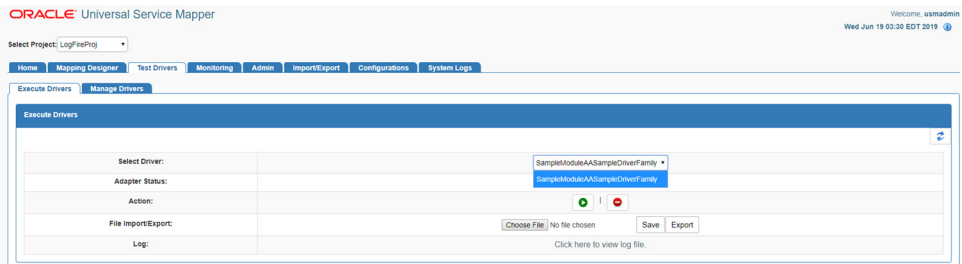 ORACLE Universal Service Mapper
Welcome, usmadmin
Wed Jun 19 03:30 EDT 2019
Select Project: LogFireProj
Home Mapping Designer Test Drivers Monitoring Admin Import/Export Configurations System Logs
Execute Drivers Manage Drivers
Execute Drivers
Select Driver: SampleModuleAASampleDriverFamily
Adapter Status: SampleModuleAASampleDriverFamily
Action: |
File Import/Export: Choose File No file chosen Save Export
Log: Click here to view log file.